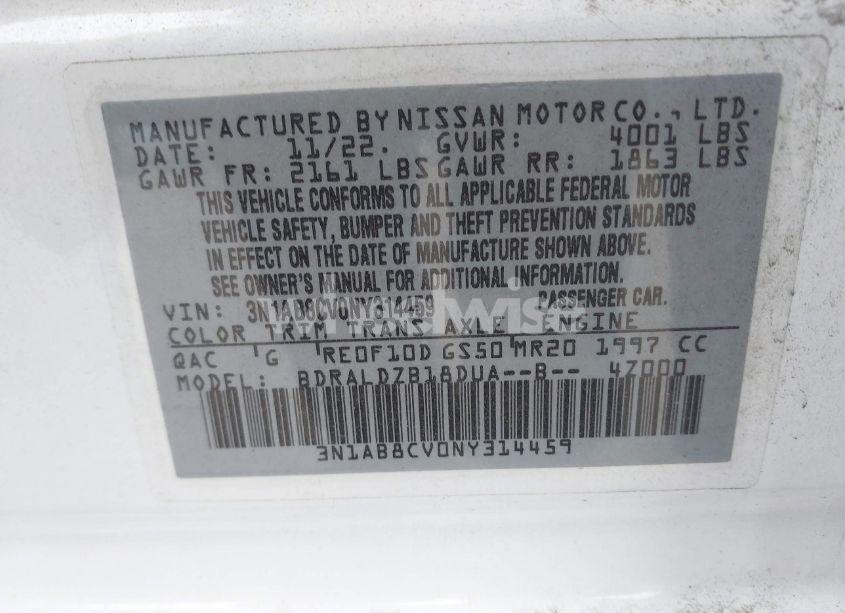 MANUFACTURED BY NISSAN MOTOR CO., LTD.
DATE: 11/22. GVWR: 4001 LBS
GAWR FR: 2161 LBS GAWR RR: 1863 LBS
THIS VEHICLE CONFORMS TO ALL APPLICABLE FEDERAL MOTOR
VEHICLE SAFETY, BUMPER AND THEFT PREVENTION STANDARDS
IN EFFECT ON THE DATE OF MANUFACTURE SHOWN ABOVE.
SEE OWNER'S MANUAL FOR ADDITIONAL INFORMATION.
VIN: 3N1AB8CV0NY314459 PASSENGER CAR.
COLOR TRIM TRANS AXLE ENGINE
QAC G RE0F10D GS50 MR20 1997 CC
MODEL: BDRALDZB18DUA--B-- 4Z000
3N1AB8CV0NY314459